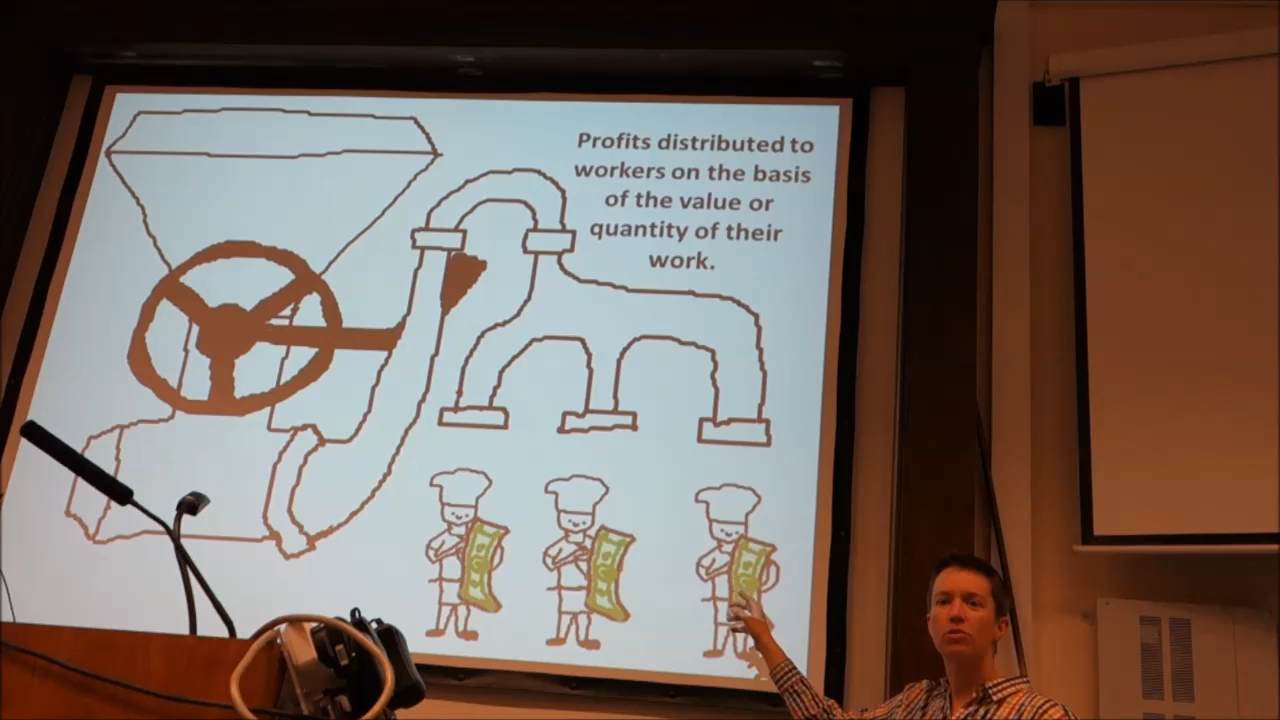 Profits distributed to
workers on the basis
of the value or
quantity of their
work.